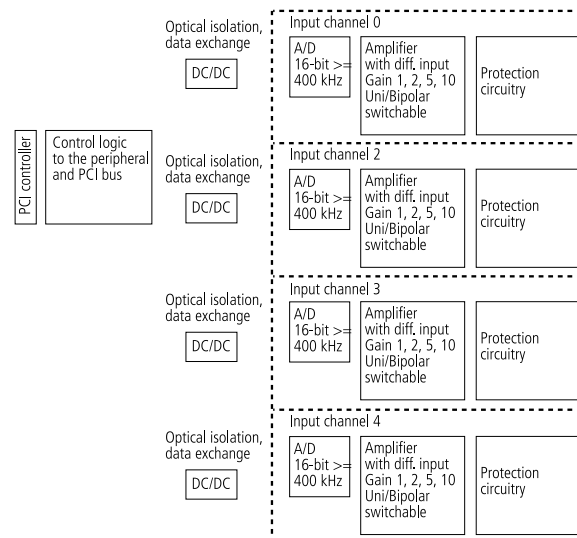 Optical isolation,
data exchange
DC/DC
Input channel 0
A/D
16-bit >=
400 kHz
Amplifier
with diff. input
Gain 1, 2, 5, 10
Uni/Bipolar
switchable
Protection
circuitry
PCI controller
Control logic
to the peripheral
and PCI bus
Optical isolation,
data exchange
DC/DC
Input channel 2
A/D
16-bit >=
400 kHz
Amplifier
with diff. input
Gain 1, 2, 5, 10
Uni/Bipolar
switchable
Protection
circuitry
Optical isolation,
data exchange
DC/DC
Input channel 3
A/D
16-bit >=
400 kHz
Amplifier
with diff. input
Gain 1, 2, 5, 10
Uni/Bipolar
switchable
Protection
circuitry
Optical isolation,
data exchange
DC/DC
Input channel 4
A/D
16-bit >=
400 kHz
Amplifier
with diff. input
Gain 1, 2, 5, 10
Uni/Bipolar
switchable
Protection
circuitry